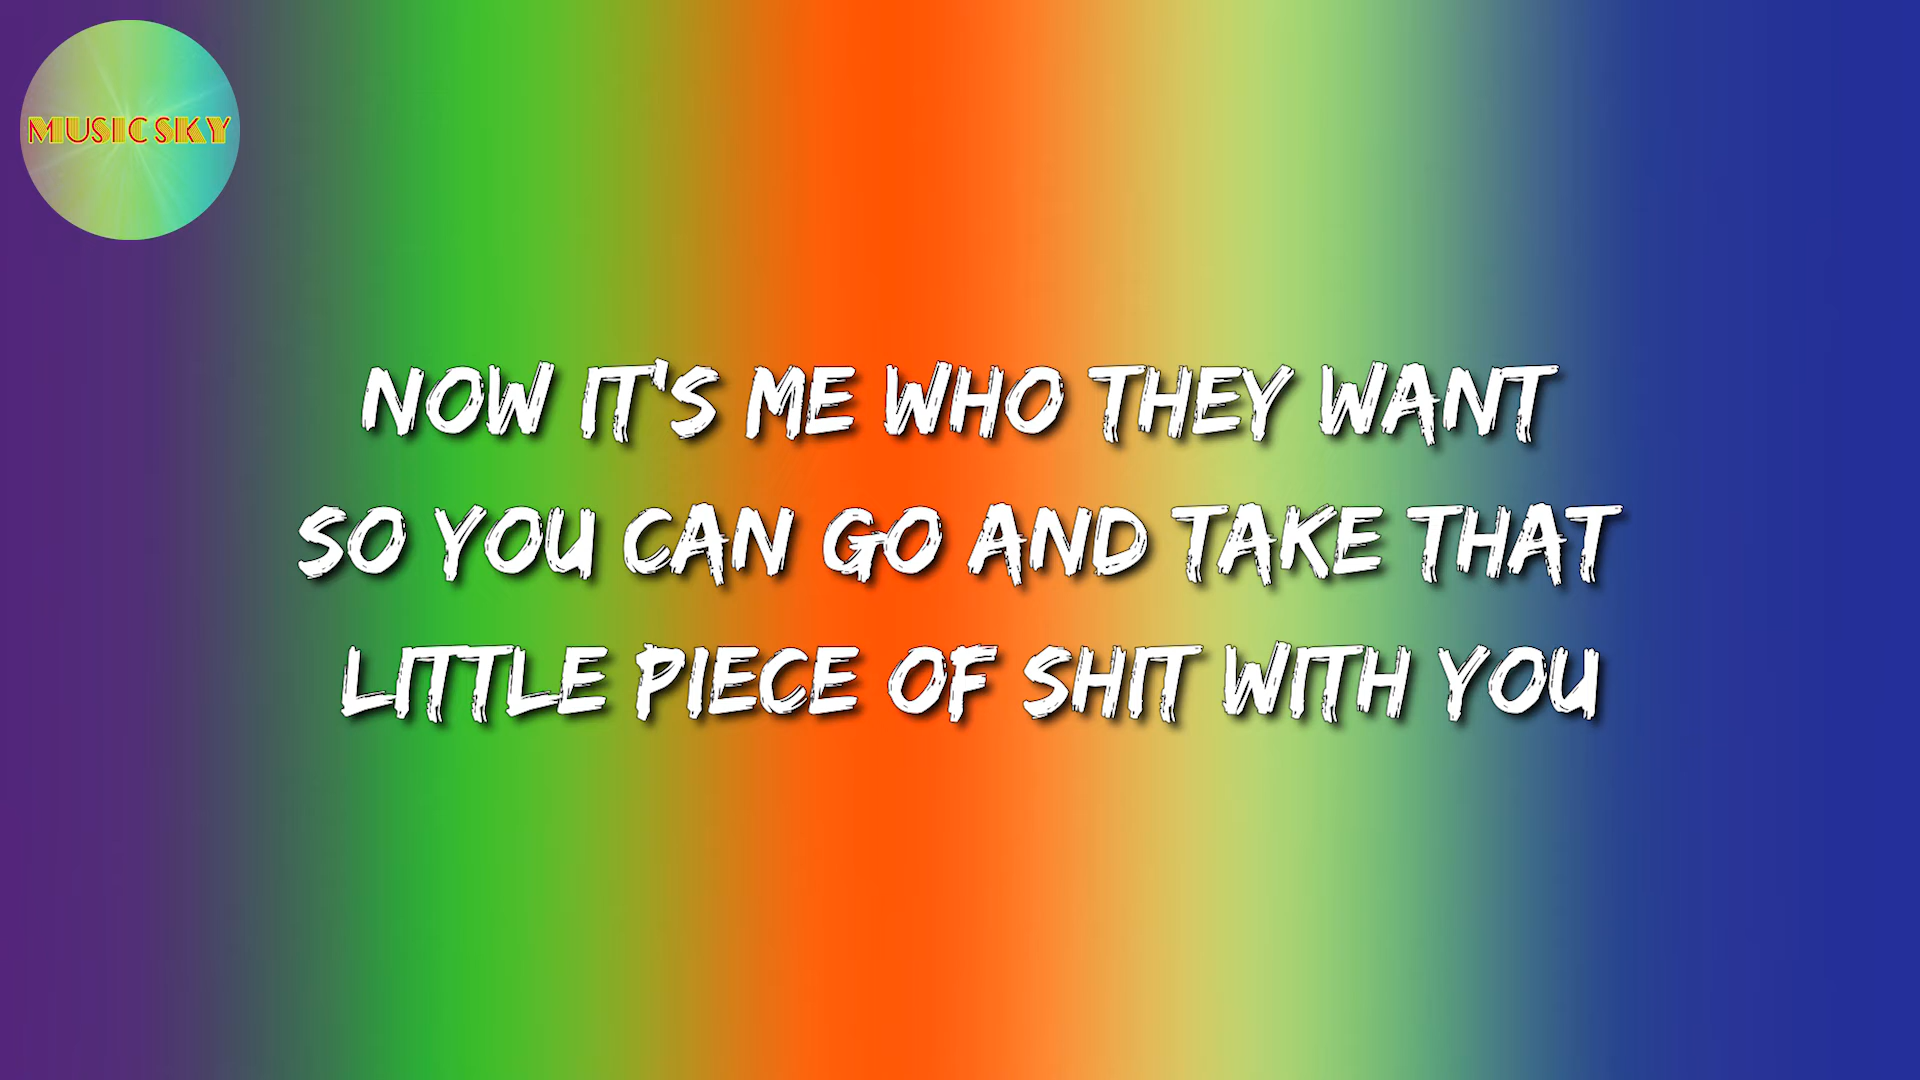 MUSIC SKY
NOW IT'S ME WHO THEY WANT
SO YOU CAN GO AND TAKE THAT
LITTLE PIECE OF SHIT WITH YOU